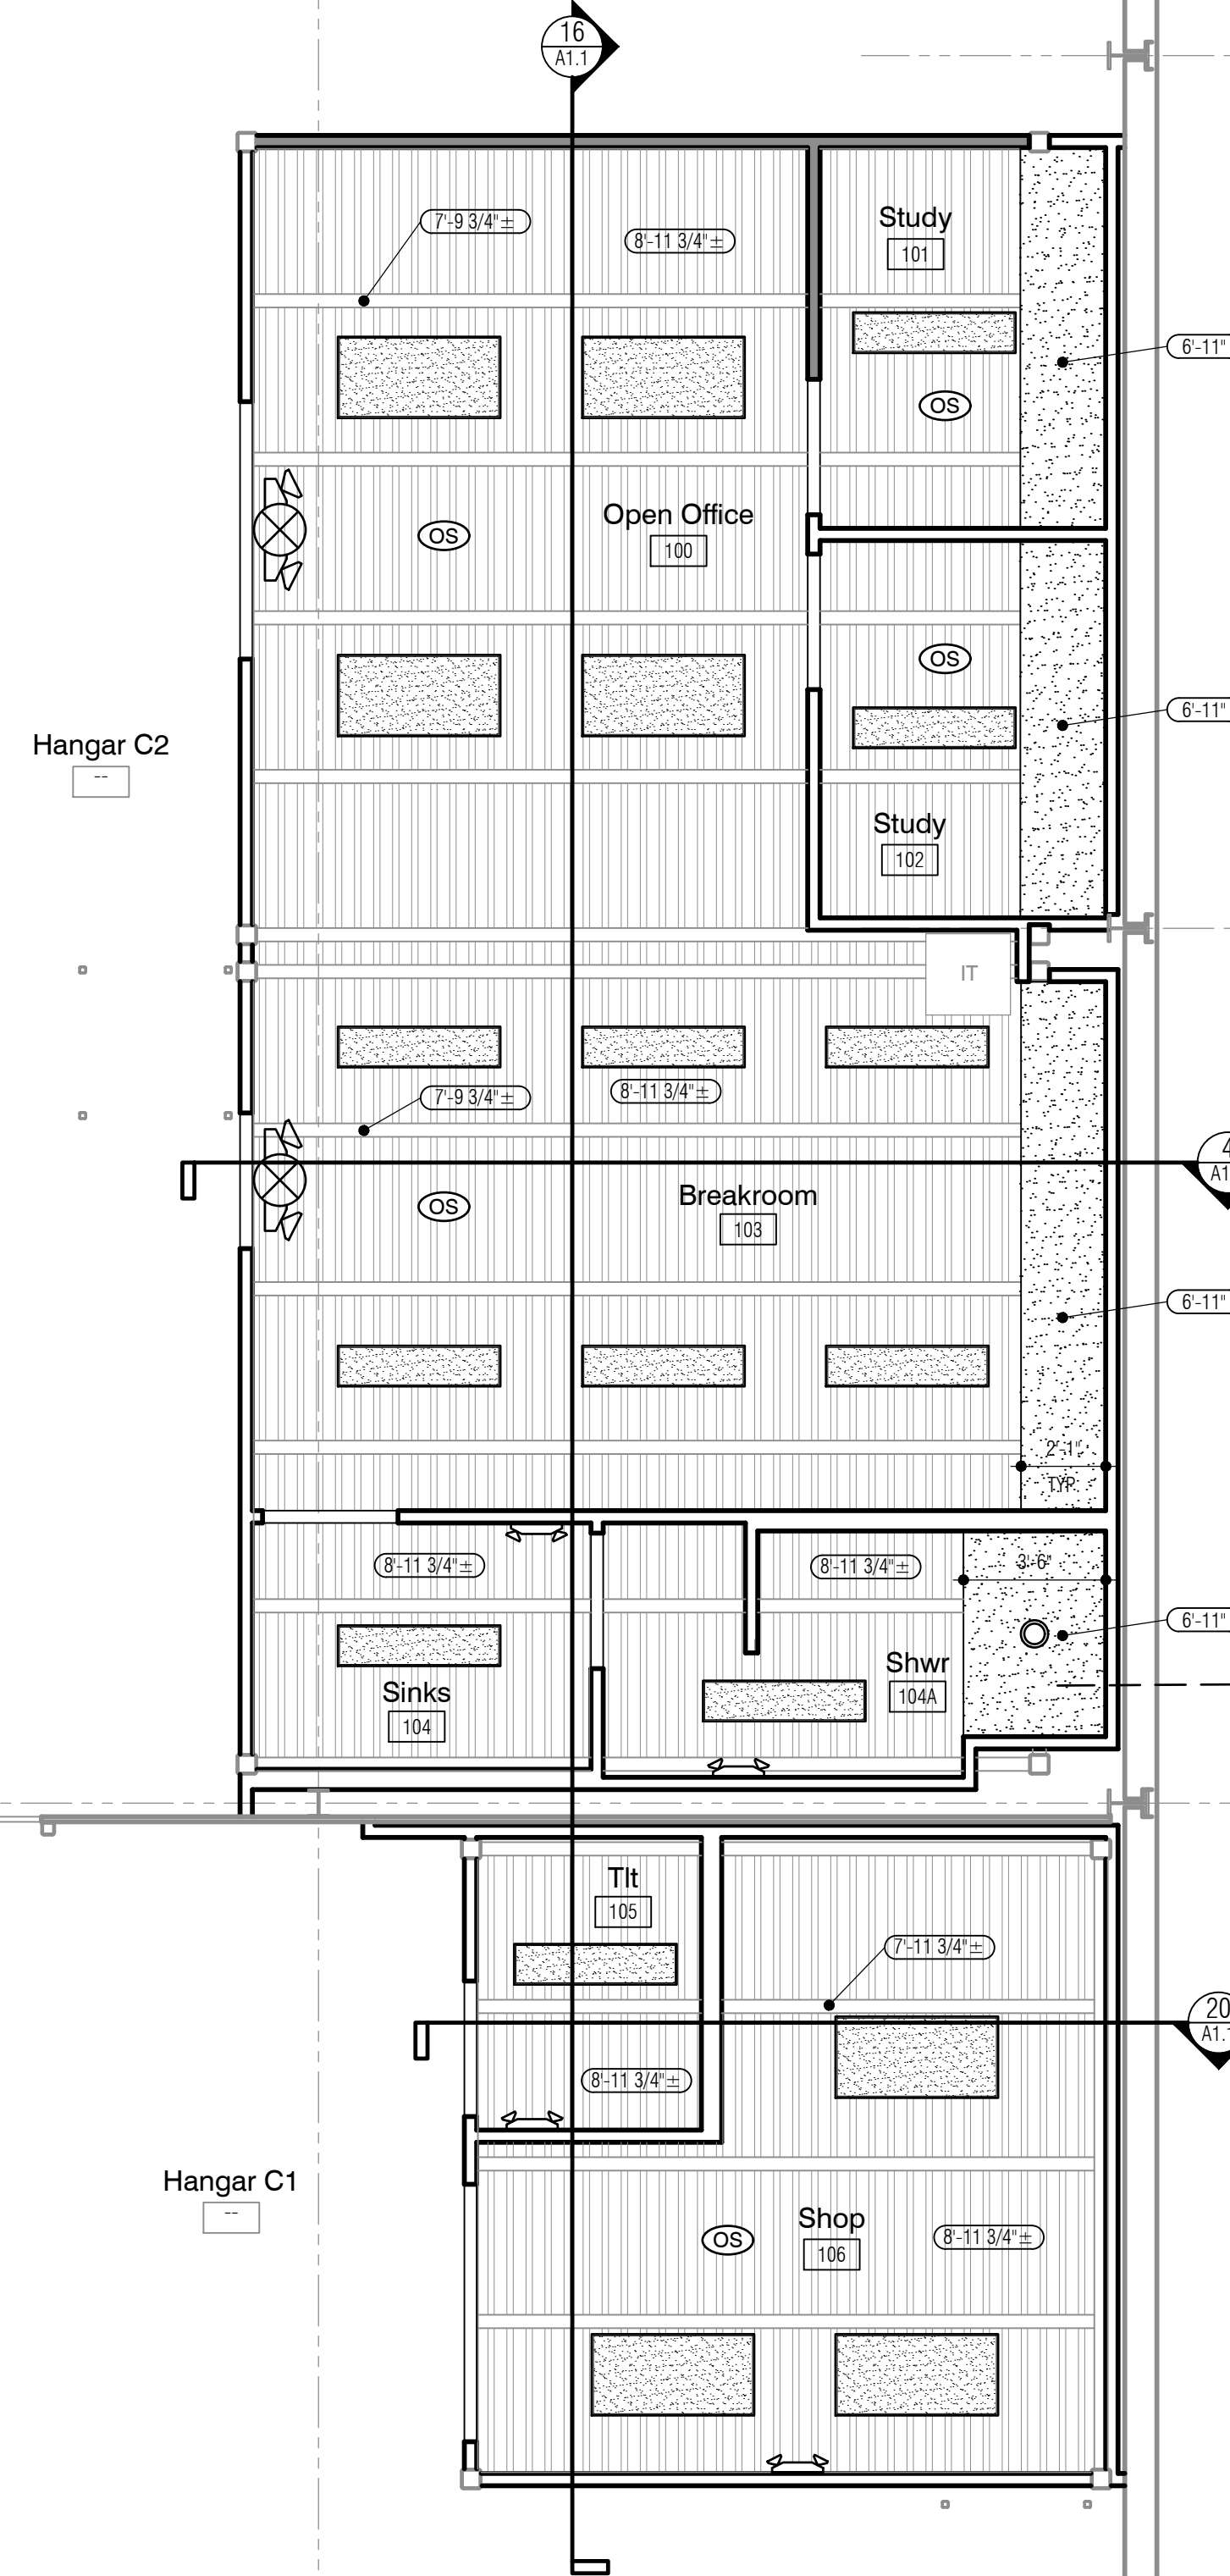 16
A1.1
7'-9 3/4"±
8'-11 3/4"±
Study
101
6'-11"
OS
Open Office
100
OS
OS
6'-11"
Hangar C2
--
Study
102
IT
7'-9 3/4"±
8'-11 3/4"±
4
A1
OS
Breakroom
103
6'-11"
2'-1"
TYP.
8'-11 3/4"±
8'-11 3/4"±
3'-6"
6'-11"
Shwr
104A
Sinks
104
Tlt
105
7'-11 3/4"±
20
A1.1
8'-11 3/4"±
Hangar C1
--
Shop
106
OS
8'-11 3/4"±